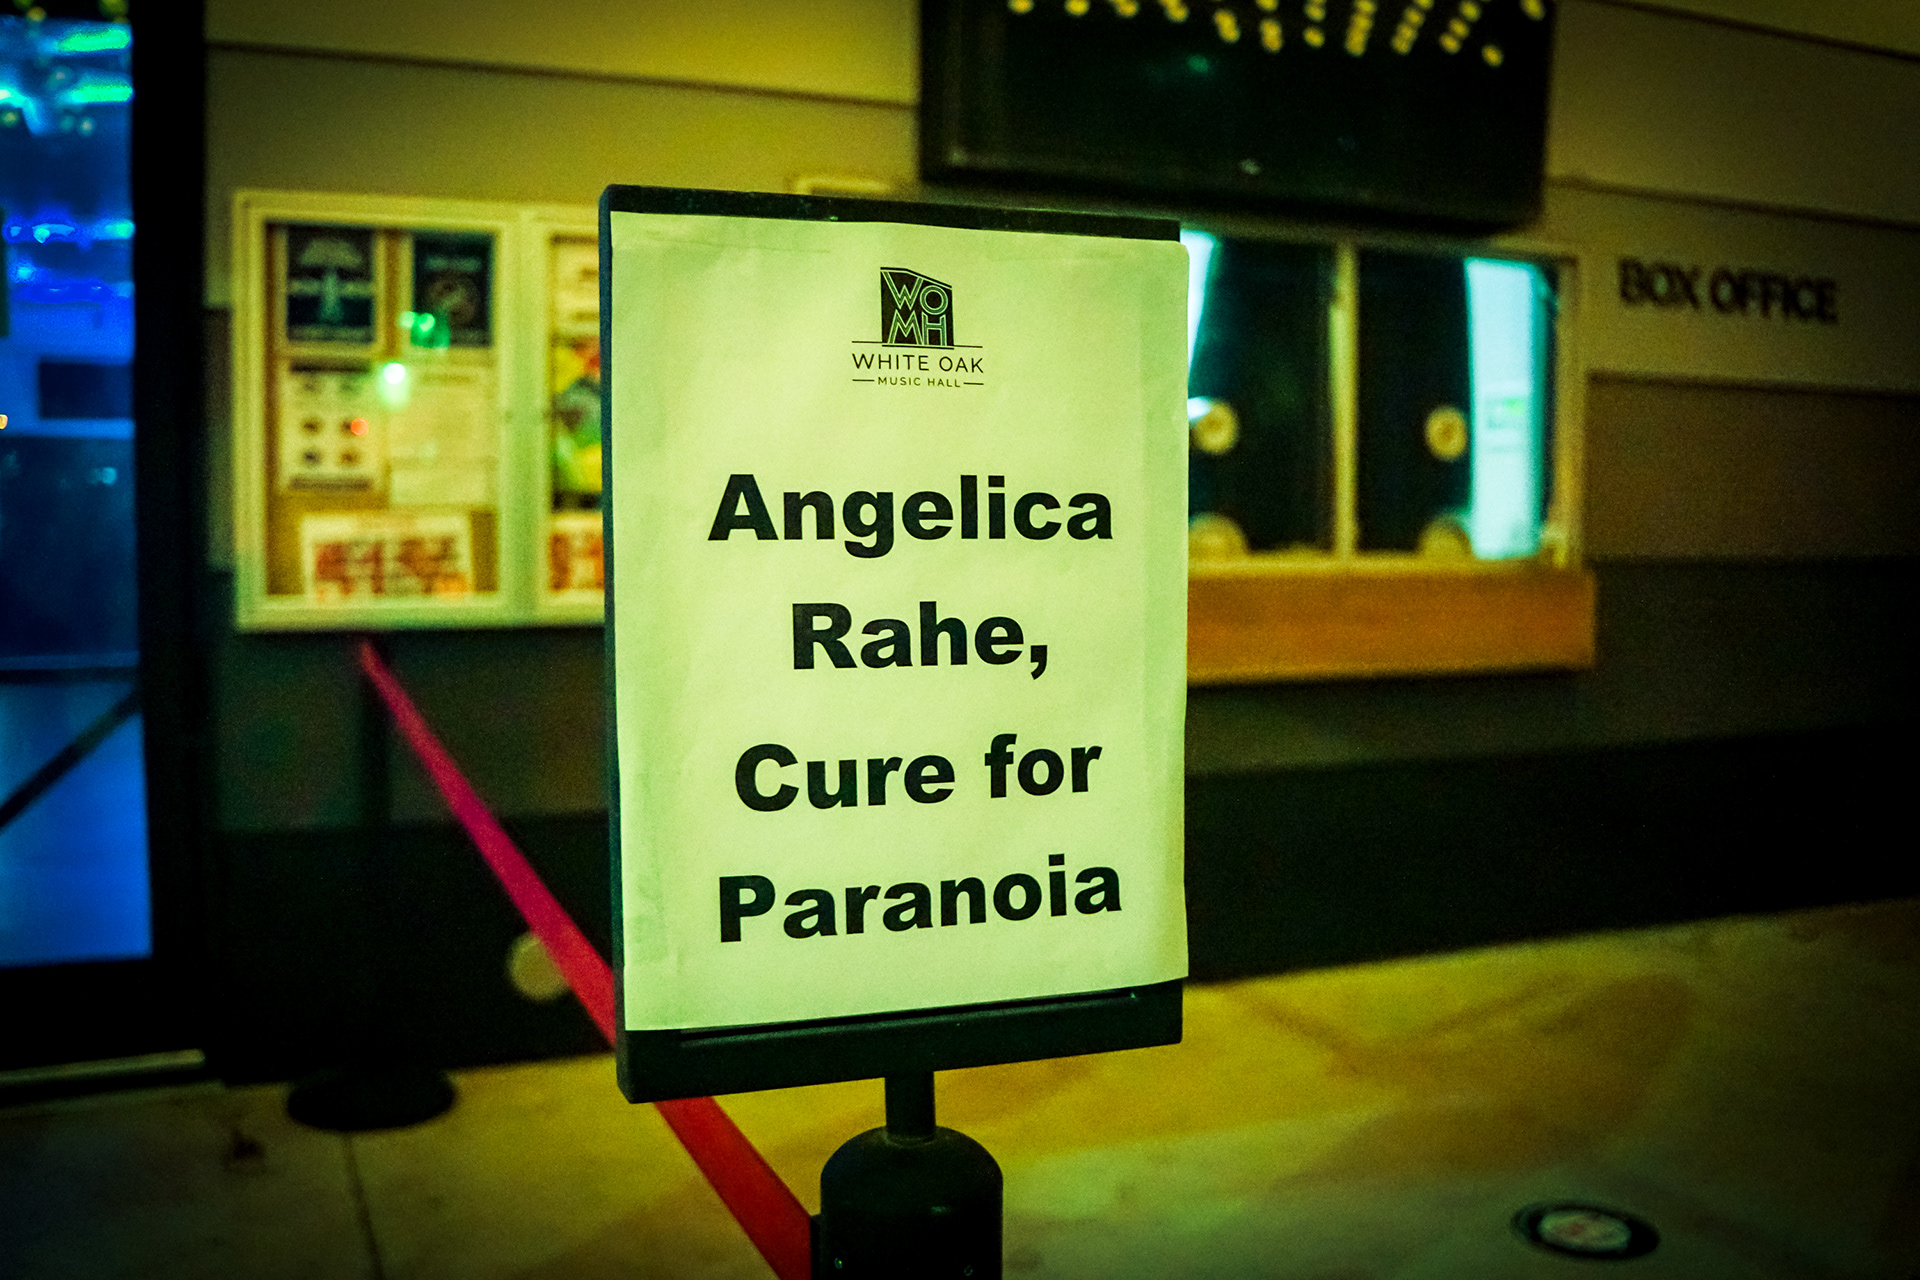 WO
MH
WHITE OAK
MUSIC HALL
Angelica
Rahe,
Cure for
Paranoia
BOX OFFICE